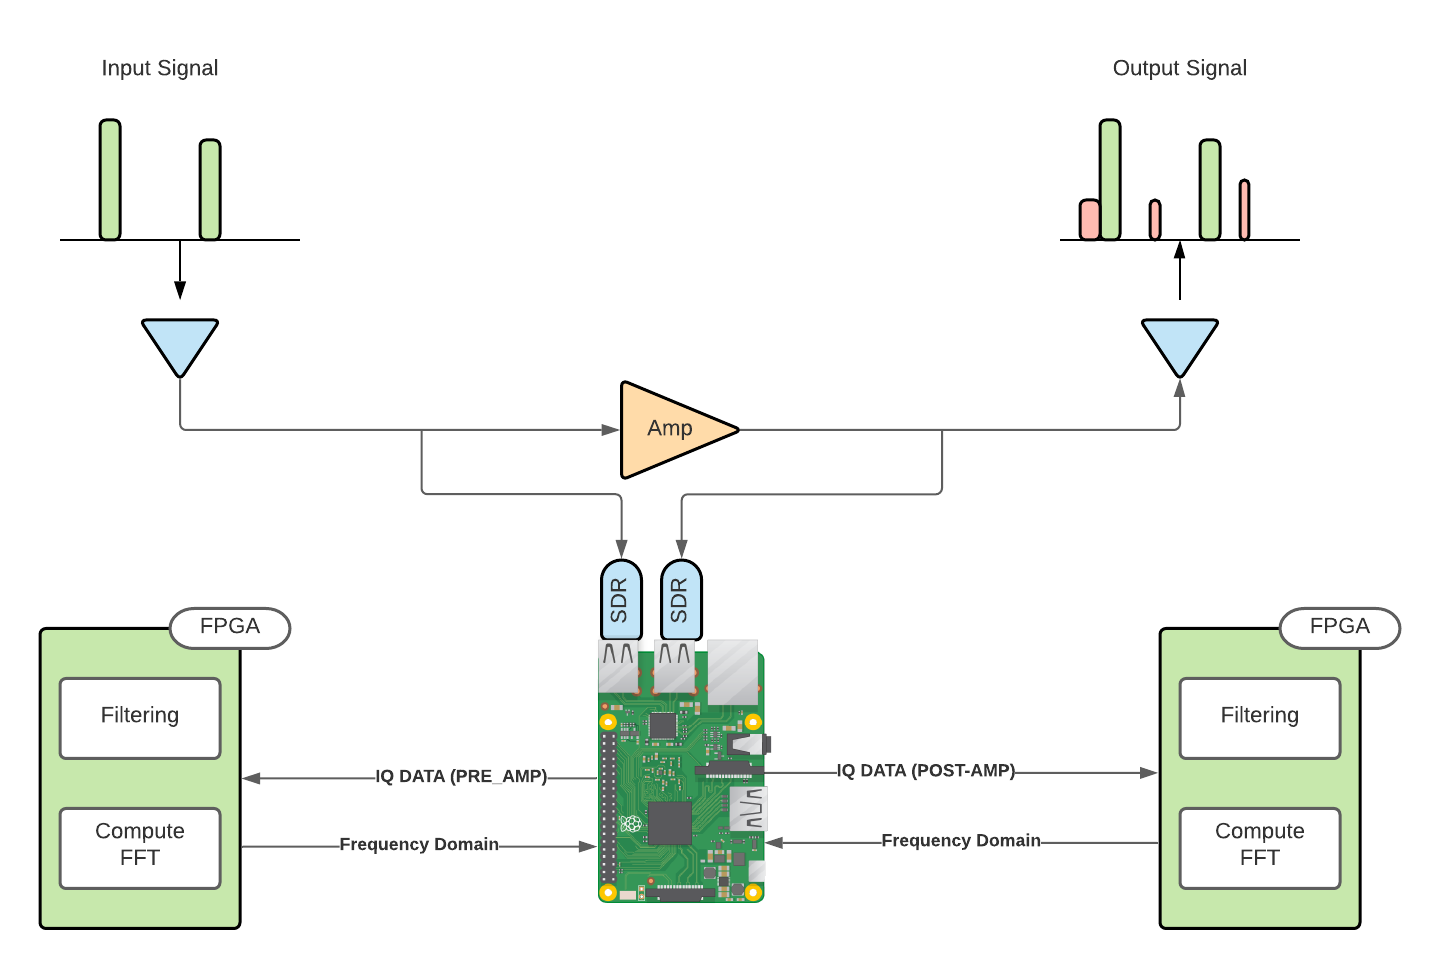 Input Signal
Output Signal
Amp
SDR
SDR
FPGA
FPGA
Filtering
Filtering
IQ DATA (PRE_AMP)
IQ DATA (POST-AMP)
Compute
FFT
Frequency Domain
Frequency Domain
Compute
FFT